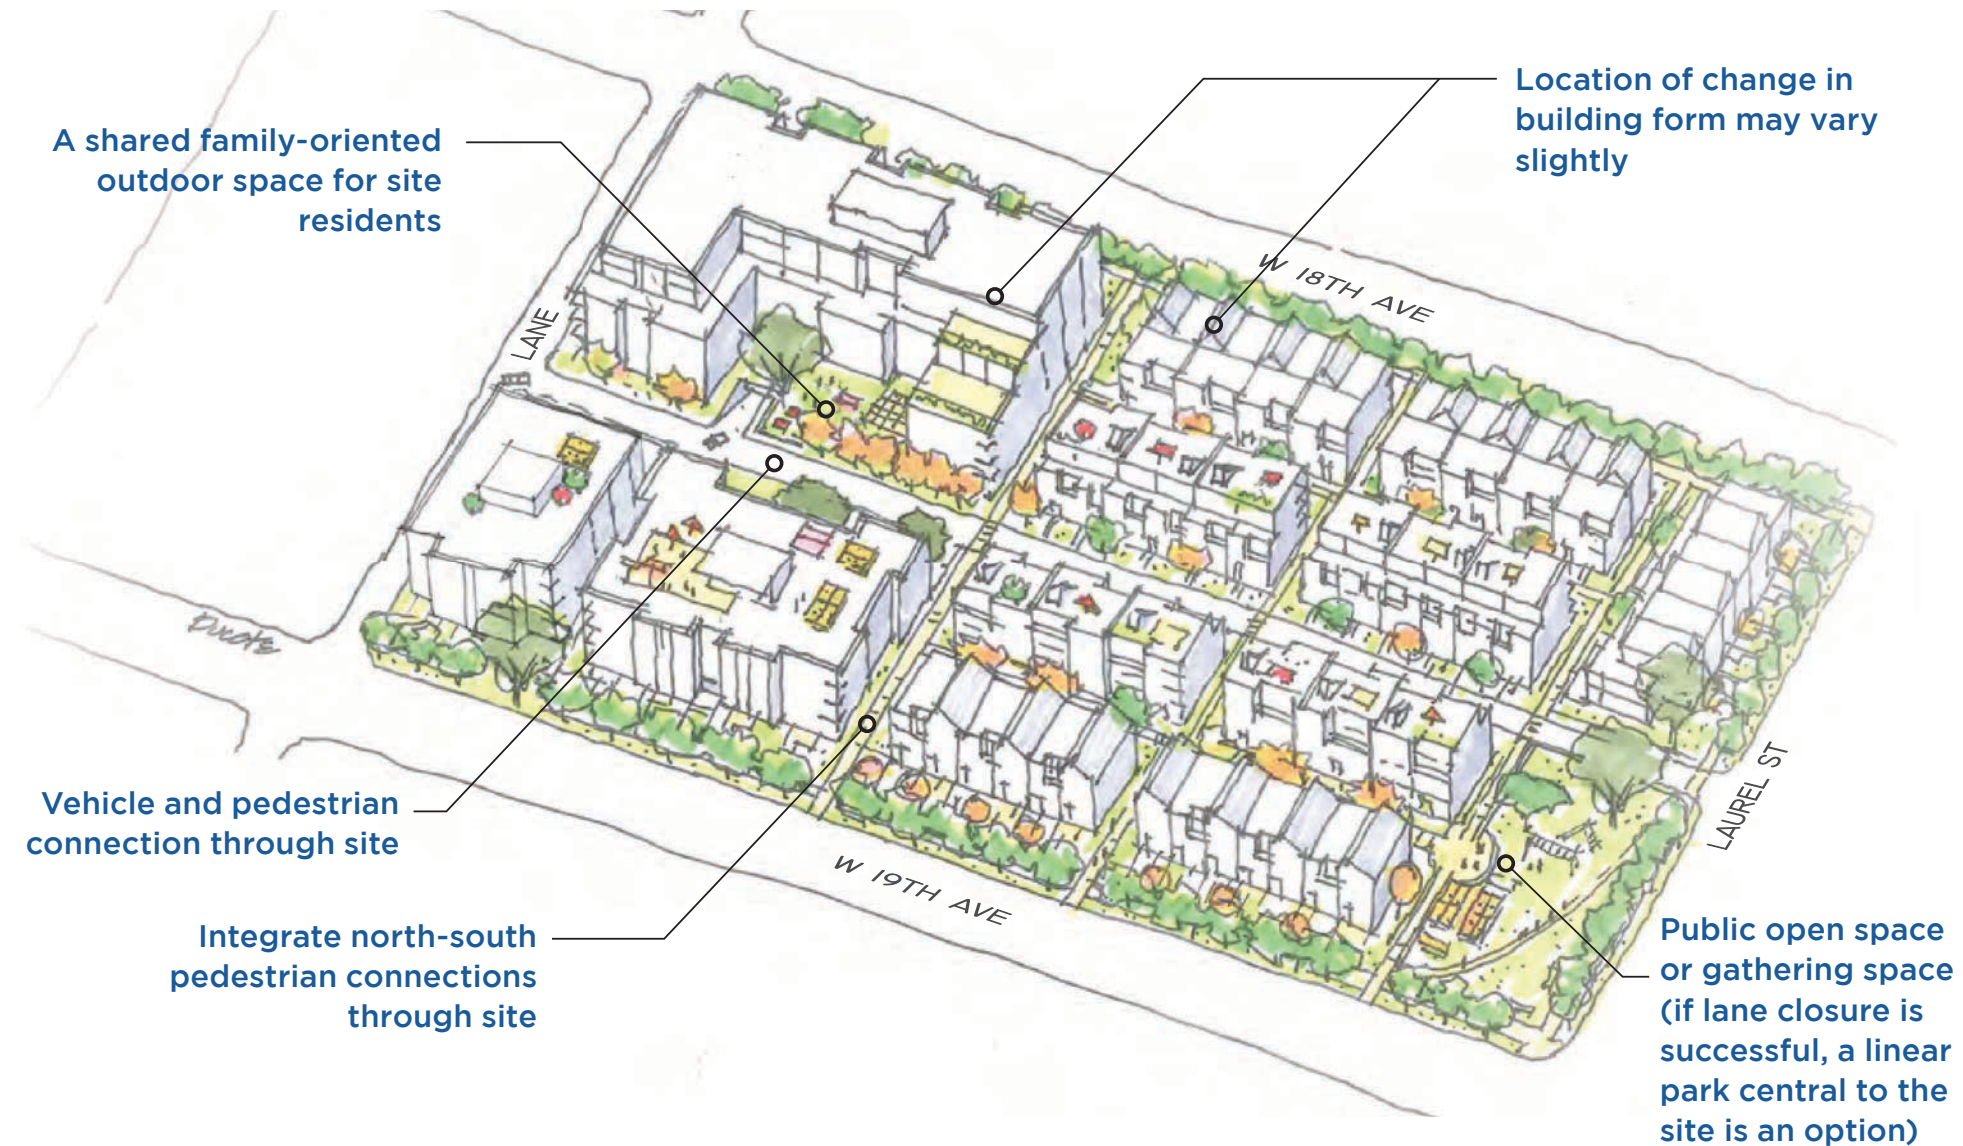 Location of change in
building form may vary
slightly
A shared family-oriented
outdoor space for site
residents
W 18TH AVE
LANE
LAUREL ST
Vehicle and pedestrian
connection through site
W 19TH AVE
Integrate north-south
pedestrian connections
through site
Public open space
or gathering space
(if lane closure is
successful, a linear
park central to the
site is an option)